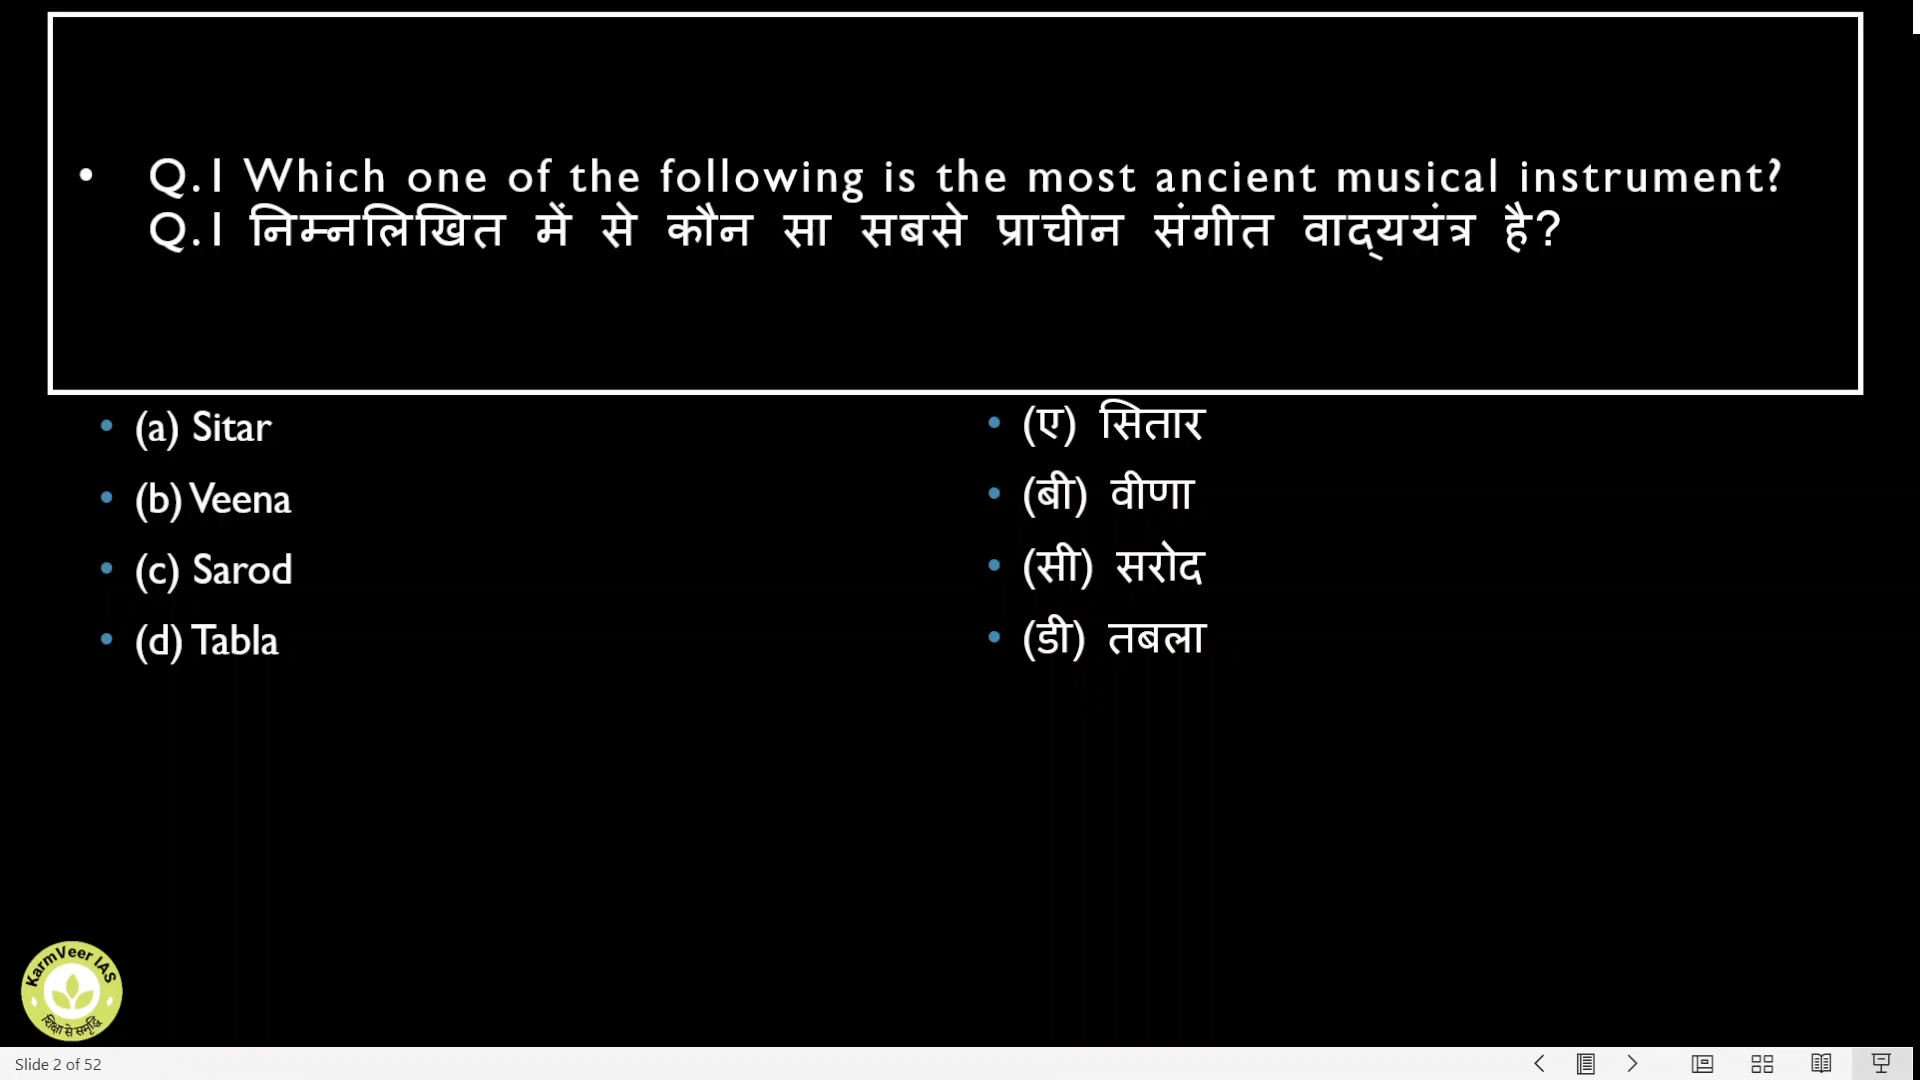 • Q.1 Which one of the following is the most ancient musical instrument?
Q.1 निम्नलिखित में से कौन सा सबसे प्राचीन संगीत वाद्ययंत्र है?
• (a) Sitar
• (b) Veena
• (c) Sarod
• (d) Tabla
• (ए) सितार
• (बी) वीणा
• (सी) सरोद
• (डी) तबला
KarmVeer IAS
शिक्षा से समृद्धि
Slide 2 of 52